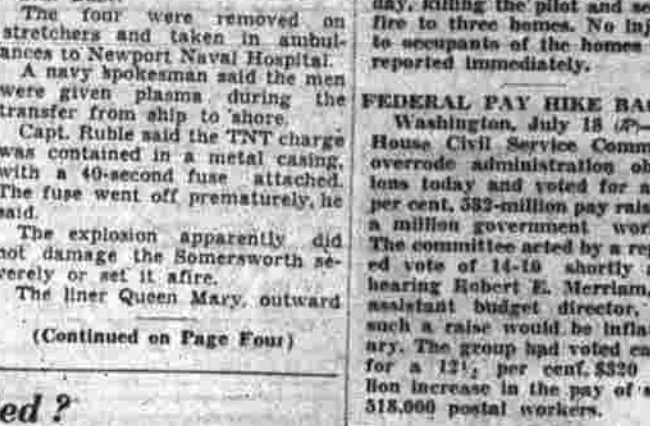 The four were removed on
stretchers and taken in ambul-
ances to Newport Naval Hospital.
A navy spokesman said the men
were given plasma during the
transfer from ship to shore.
Capt. Ruble said the TNT charge
was contained in a metal casing,
with a 40-second fuse attached.
The fuse went off prematurely, he
said.
The explosion apparently did
not damage the Somersworth se-
verely or set it afire.
The liner Queen Mary, outward
(Continued on Page Four)
ed?
day, killing the pilot and se
fire to three homes. No inj
to occupants of the homes
reported immediately.
FEDERAL PAY HIKE BA
Washington, July 18 (P)—
House Civil Service Comm
overrode administration ob
ions today and voted for a
per cent, 532-million pay rais
a million government wor
The committee acted by a re
ed vote of 14-10 shortly a
hearing Robert E. Merriam,
assistant budget director,
such a raise would be infla
ary. The group had voted ea
for a 12½ per cent, $320
lion increase in the pay of
518,000 postal workers.